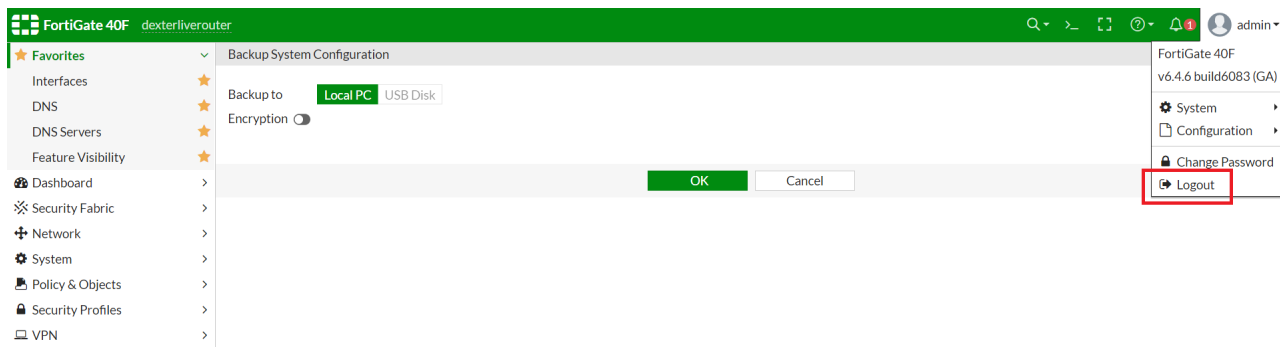 FortiGate 40F dexterliverouter
1
admin
Favorites
Interfaces
DNS
DNS Servers
Feature Visibility
Dashboard
Security Fabric
Network
System
Policy & Objects
Security Profiles
VPN
Backup System Configuration
Backup to Local PC USB Disk
Encryption
OK Cancel
FortiGate 40F
v6.4.6 build6083 (GA)
System
Configuration
Change Password
Logout